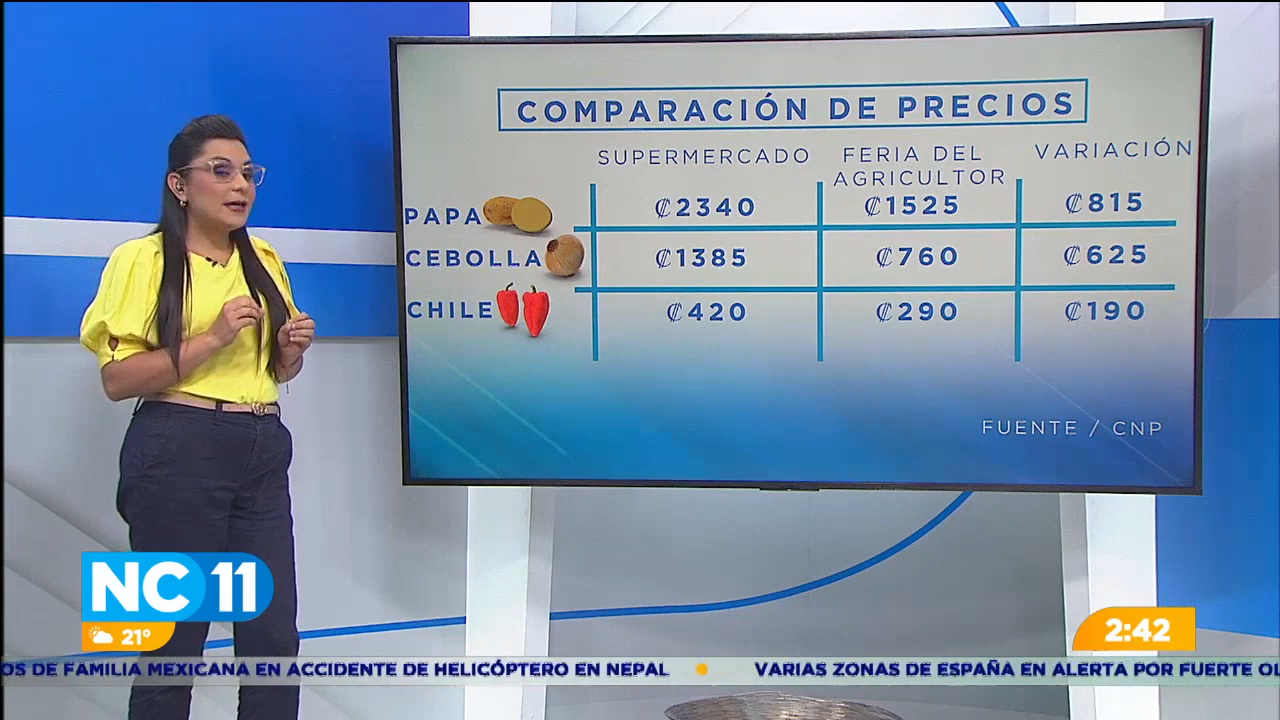 COMPARACIÓN DE PRECIOS
SUPERMERCADO FERIA DEL AGRICULTOR VARIACIÓN
PAPA ₡2340 ₡1525 ₡815
CEBOLLA ₡1385 ₡760 ₡625
CHILE ₡420 ₡290 ₡190
FUENTE / CNP
NC 11
21°
2:42
OS DE FAMILIA MEXICANA EN ACCIDENTE DE HELICÓPTERO EN NEPAL VARIAS ZONAS DE ESPAÑA EN ALERTA POR FUERTE OL